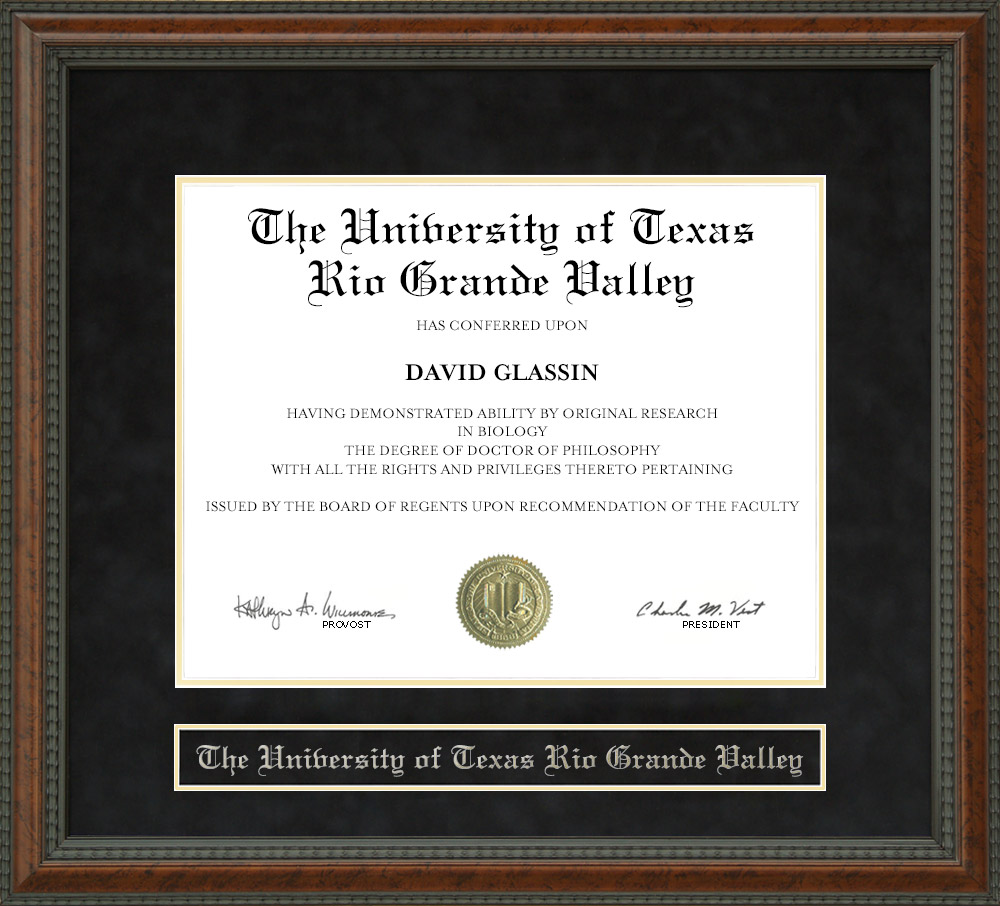 The University of Texas
Rio Grande Valley
HAS CONFERRED UPON
DAVID GLASSIN
HAVING DEMONSTRATED ABILITY BY ORIGINAL RESEARCH
IN BIOLOGY
THE DEGREE OF DOCTOR OF PHILOSOPHY
WITH ALL THE RIGHTS AND PRIVILEGES THERETO PERTAINING
ISSUED BY THE BOARD OF REGENTS UPON RECOMMENDATION OF THE FACULTY
Charles M. Vest
PROVOST
PRESIDENT
The University of Texas Rio Grande Valley